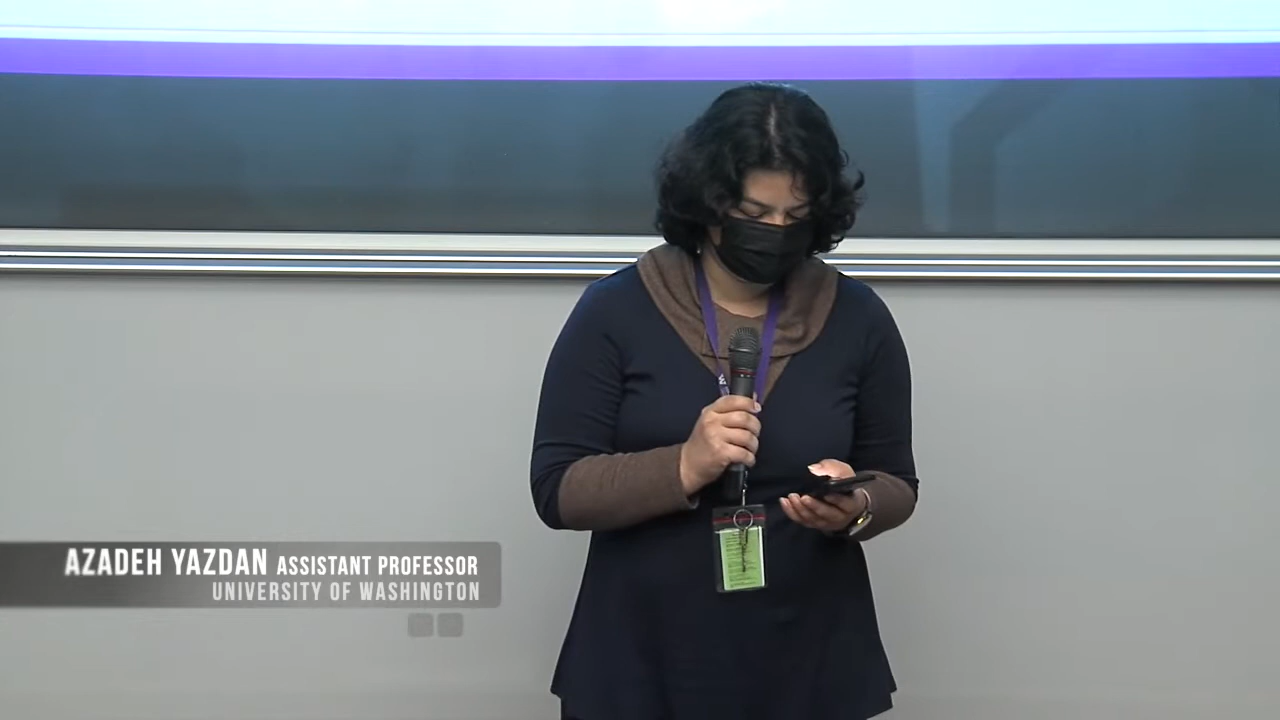 AZADEH YAZDAN ASSISTANT PROFESSOR
UNIVERSITY OF WASHINGTON